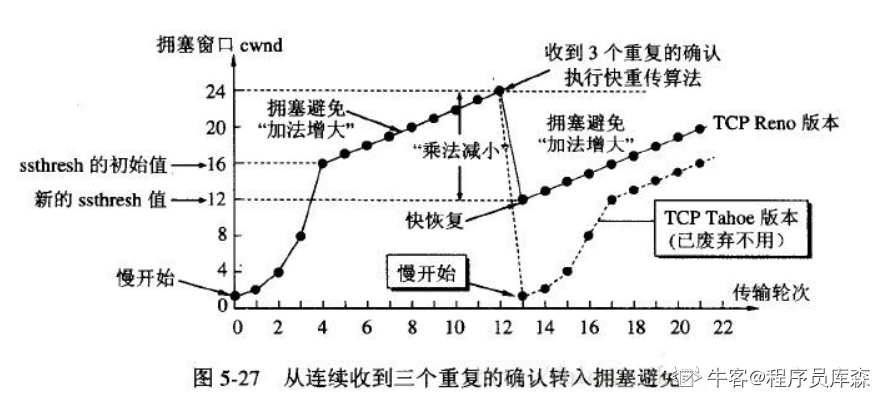 拥塞窗口 cwnd
收到 3 个重复的确认
执行快重传算法
24
20
16
12
8
4
0
拥塞避免
“加法增大”
“乘法减小”
拥塞避免
“加法增大”
TCP Reno 版本
ssthresh 的初始值
新的 ssthresh 值
快恢复
TCP Tahoe 版本
(已废弃不用)
慢开始
慢开始
传输轮次
0 2 4 6 8 10 12 14 16 18 20 22
图 5-27 从连续收到三个重复的确认转入拥塞避免
牛客@程序员库森